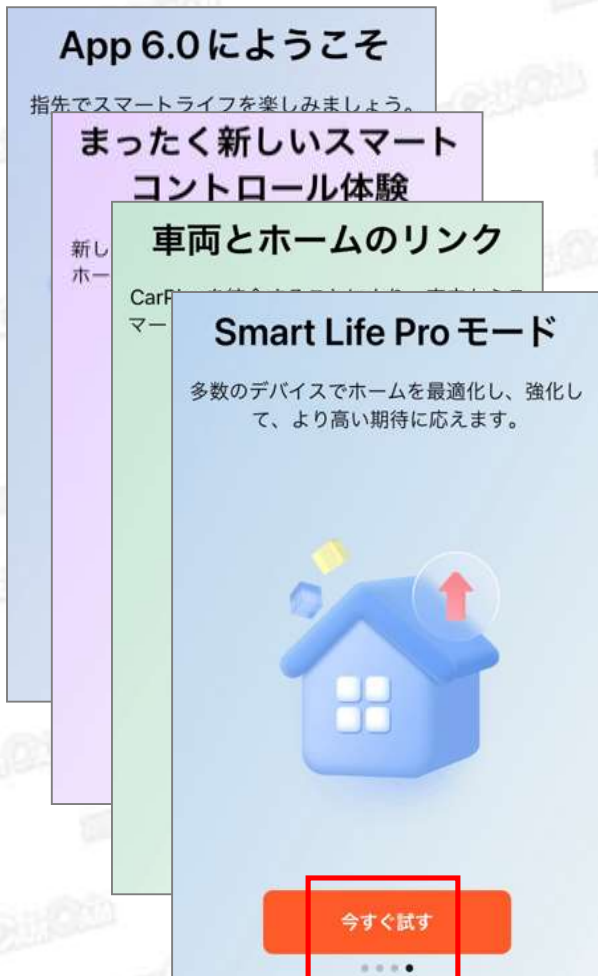 App 6.0にようこそ
指先でスマートライフを楽しみましょう。
まったく新しいスマート
コントロール体験
新し
ホー
車両とホームのリンク
CarP
マー
Smart Life Pro モード
多数のデバイスでホームを最適化し、強化し
て、より高い期待に応えます。
今すぐ試す